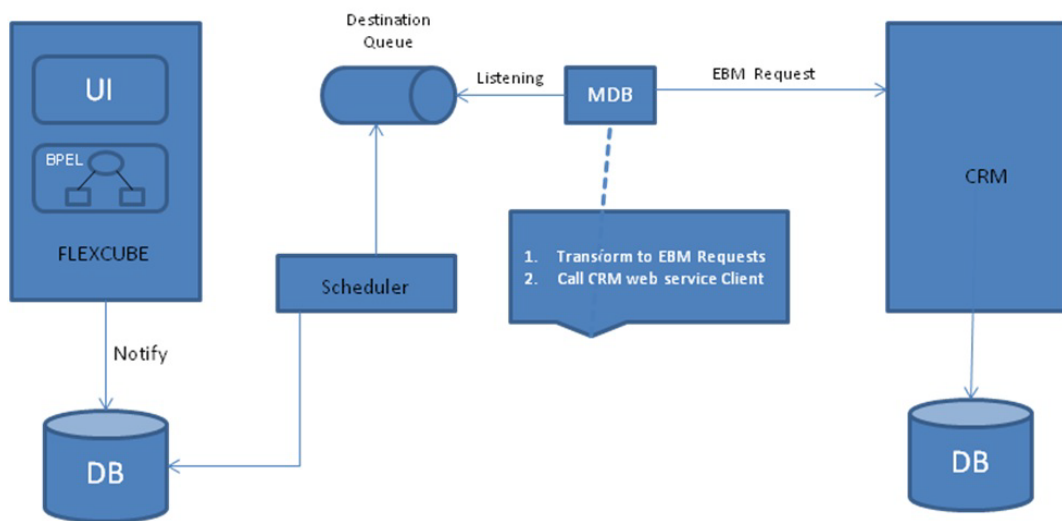 Destination
Queue
UI
BPEL
FLEXCUBE
Listening
MDB
EBM Request
CRM
1. Transform to EBM Requests
2. Call CRM web service Client
Scheduler
Notify
DB
DB